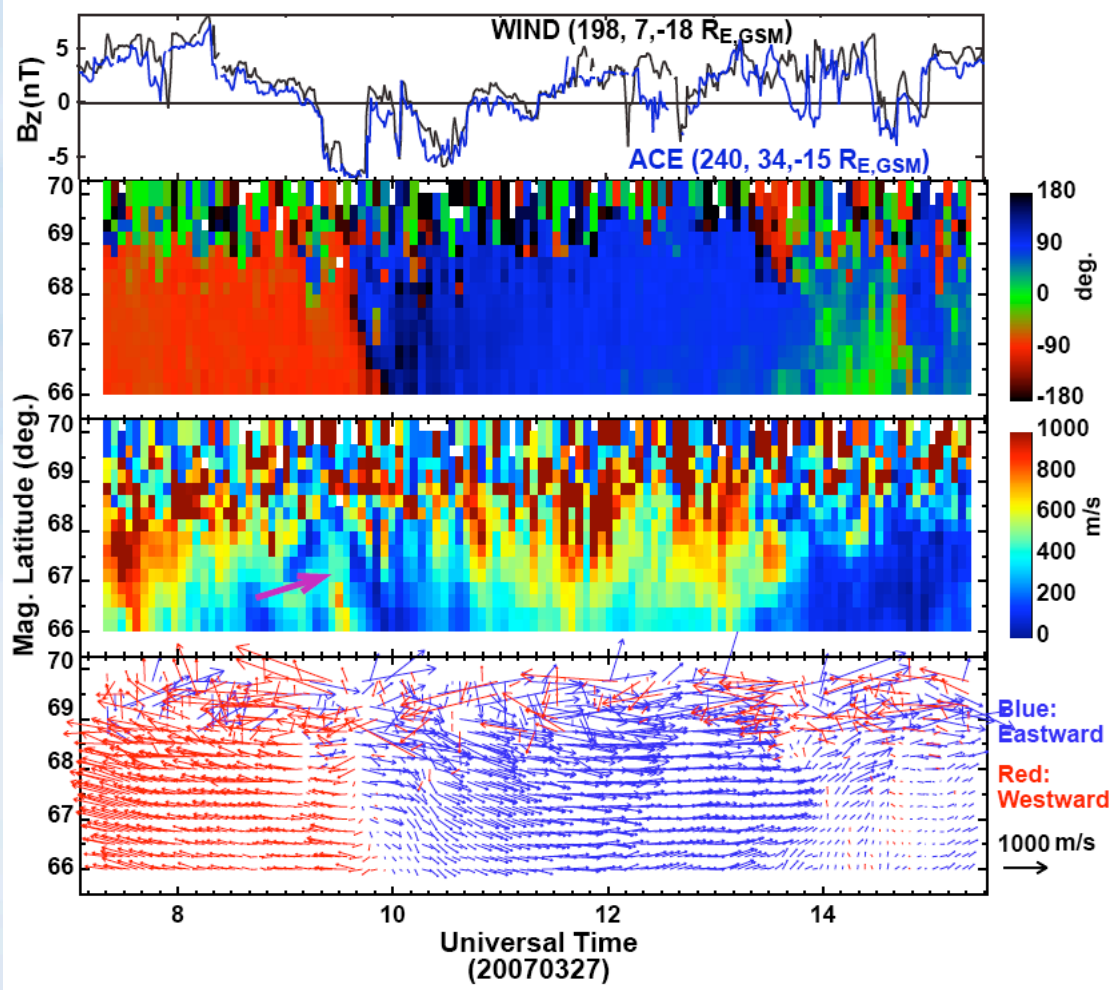 WIND (198, 7,-18 RE,GSM)
5
0
-5
BZ(nT)
ACE (240, 34,-15 RE,GSM)
70
69
68
67
66
180
90
0
-90
-180
deg.
Mag. Latitude (deg.)
70
69
68
67
66
1000
800
600
400
200
0
m/s
70
69
68
67
66
Blue:
Eastward
Red:
Westward
1000 m/s
8 10 12 14
Universal Time
(20070327)